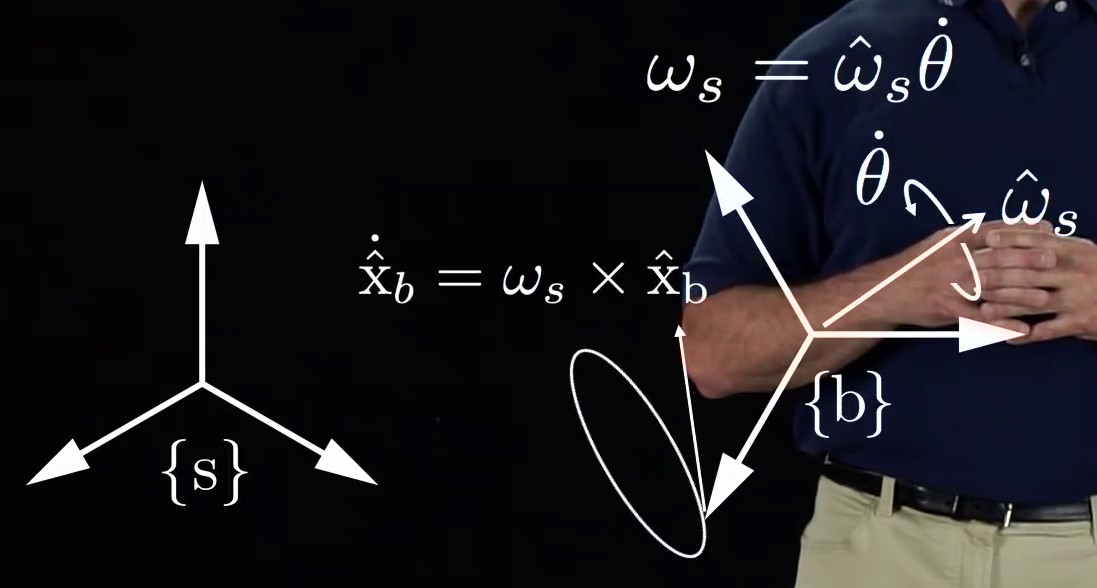 ω_s = ω̂_s θ̇
θ̇
ω̂_s
x̂̇_b = ω_s × x̂_b
{b}
{s}